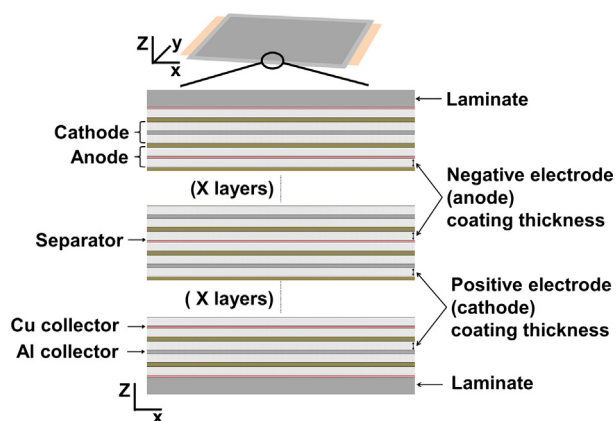 Z
y
x
Laminate
Cathode
Anode
(X layers)
Negative electrode
(anode)
coating thickness
Separator
Positive electrode
(cathode)
coating thickness
( X layers)
Cu collector
Al collector
Laminate
Z
x